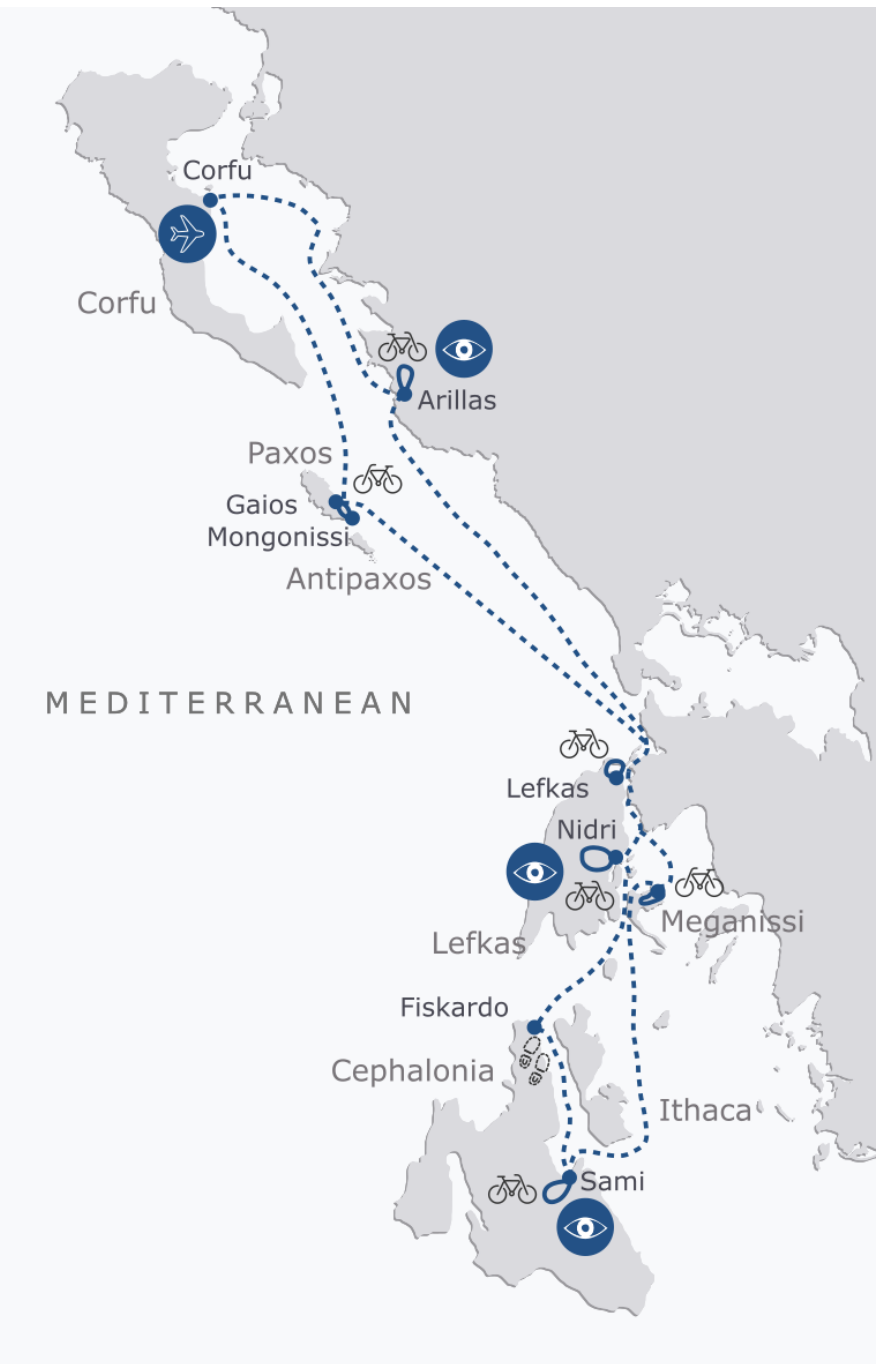 Corfu
Corfu
Arillas
Paxos
Gaios
Mongonissi
Antipaxos
MEDITERRANEAN
Lefkas
Nidri
Meganissi
Lefkas
Fiskardo
Cephalonia
Ithaca
Sami